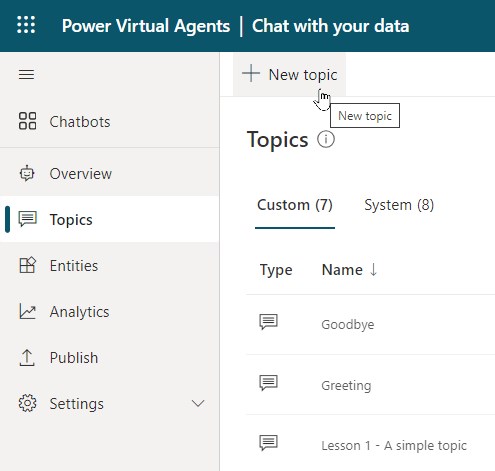 Power Virtual Agents | Chat with your data
New topic
Chatbots
New topic
Topics
Overview
Custom (7) System (8)
Topics
Entities
Type Name ↓
Analytics
Goodbye
Publish
Greeting
Settings
Lesson 1 - A simple topic